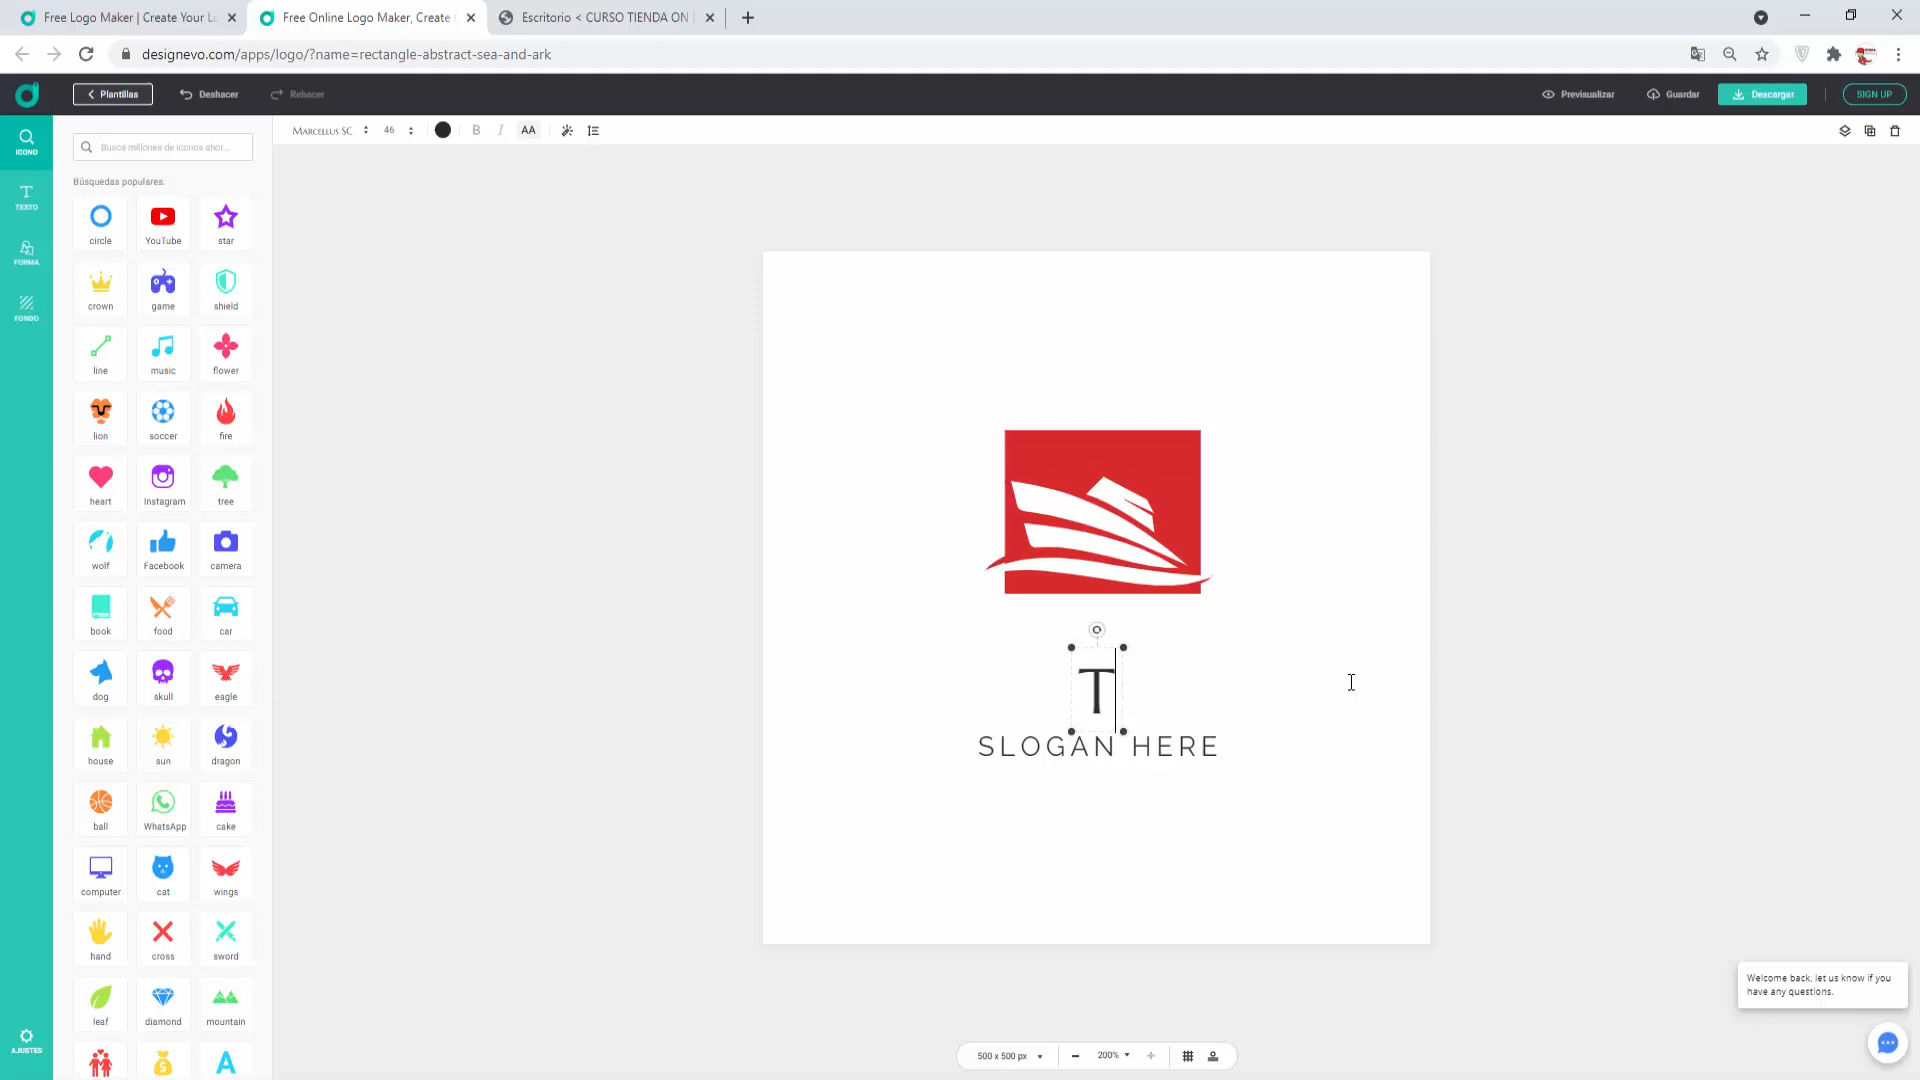 Free Logo Maker | Create Your Lo
Free Online Logo Maker, Create
Escritorio < CURSO TIENDA ON
designevo.com/apps/logo/?name=rectangle-abstract-sea-and-ark
Plantillas
Deshacer
Rehacer
Previsualizar
Guardar
Descargar
SIGN UP
MARCELLUS SC
46
B
I
AA
ICONO
TEXTO
FORMA
FONDO
AJUSTES
Busca millones de iconos ahor...
Búsquedas populares:
circle YouTube star
crown game shield
line music flower
lion soccer fire
heart Instagram tree
wolf Facebook camera
book food car
dog skull eagle
house sun dragon
ball WhatsApp cake
computer cat wings
hand cross sword
leaf diamond mountain
T
SLOGAN HERE
Welcome back, let us know if you
have any questions.
500 x 500 px
200%